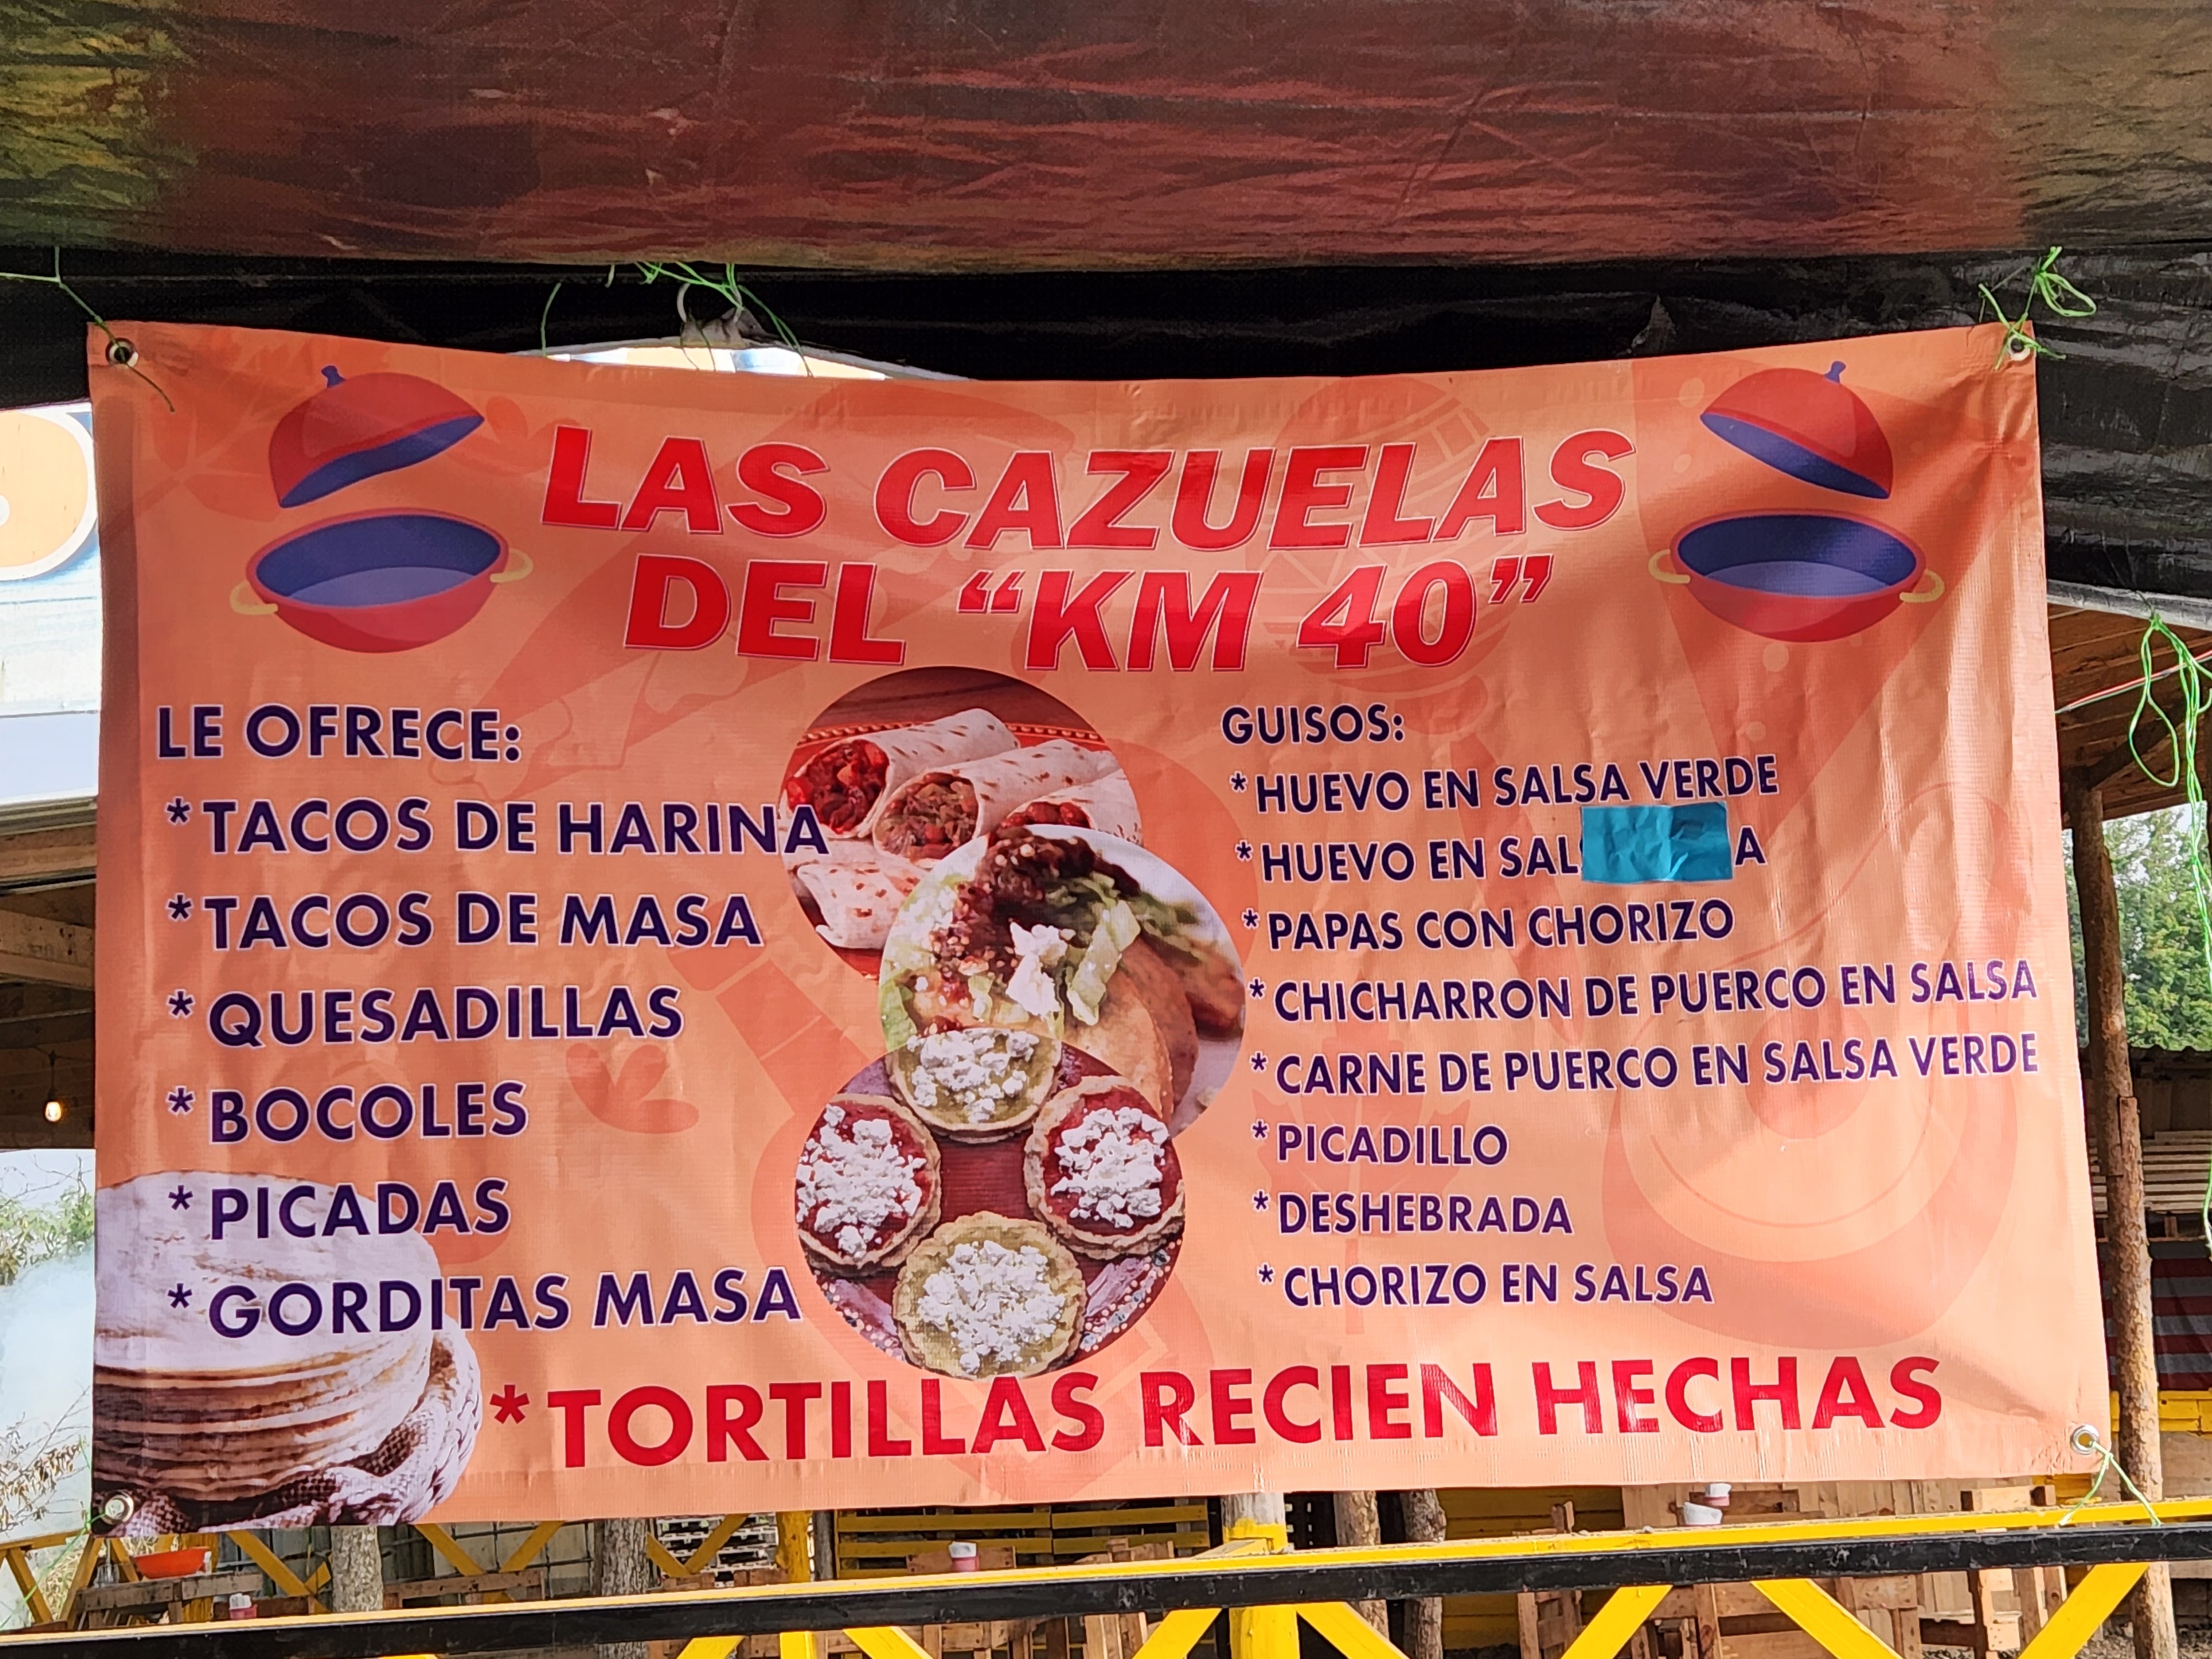 LAS CAZUELAS
DEL “KM 40”
LE OFRECE:
* TACOS DE HARINA
* TACOS DE MASA
* QUESADILLAS
* BOCOLES
* PICADAS
* GORDITAS MASA
GUISOS:
* HUEVO EN SALSA VERDE
* HUEVO EN
* PAPAS CON CHORIZO
* CHICHARRON DE PUERCO EN SALSA
* CARNE DE PUERCO EN SALSA VERDE
* PICADILLO
* DESHEBRADA
* CHORIZO EN SALSA
* TORTILLAS RECIEN HECHAS